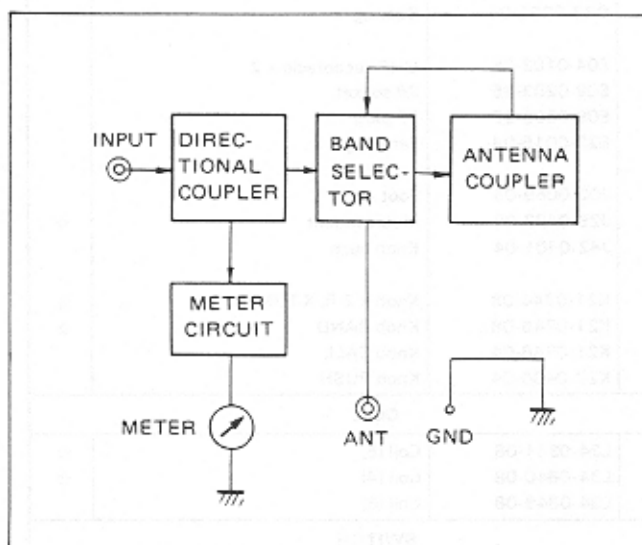 INPUT
DIREC-
TIONAL
COUPLER
BAND
SELEC-
TOR
ANTENNA
COUPLER
METER
CIRCUIT
METER
ANT
GND